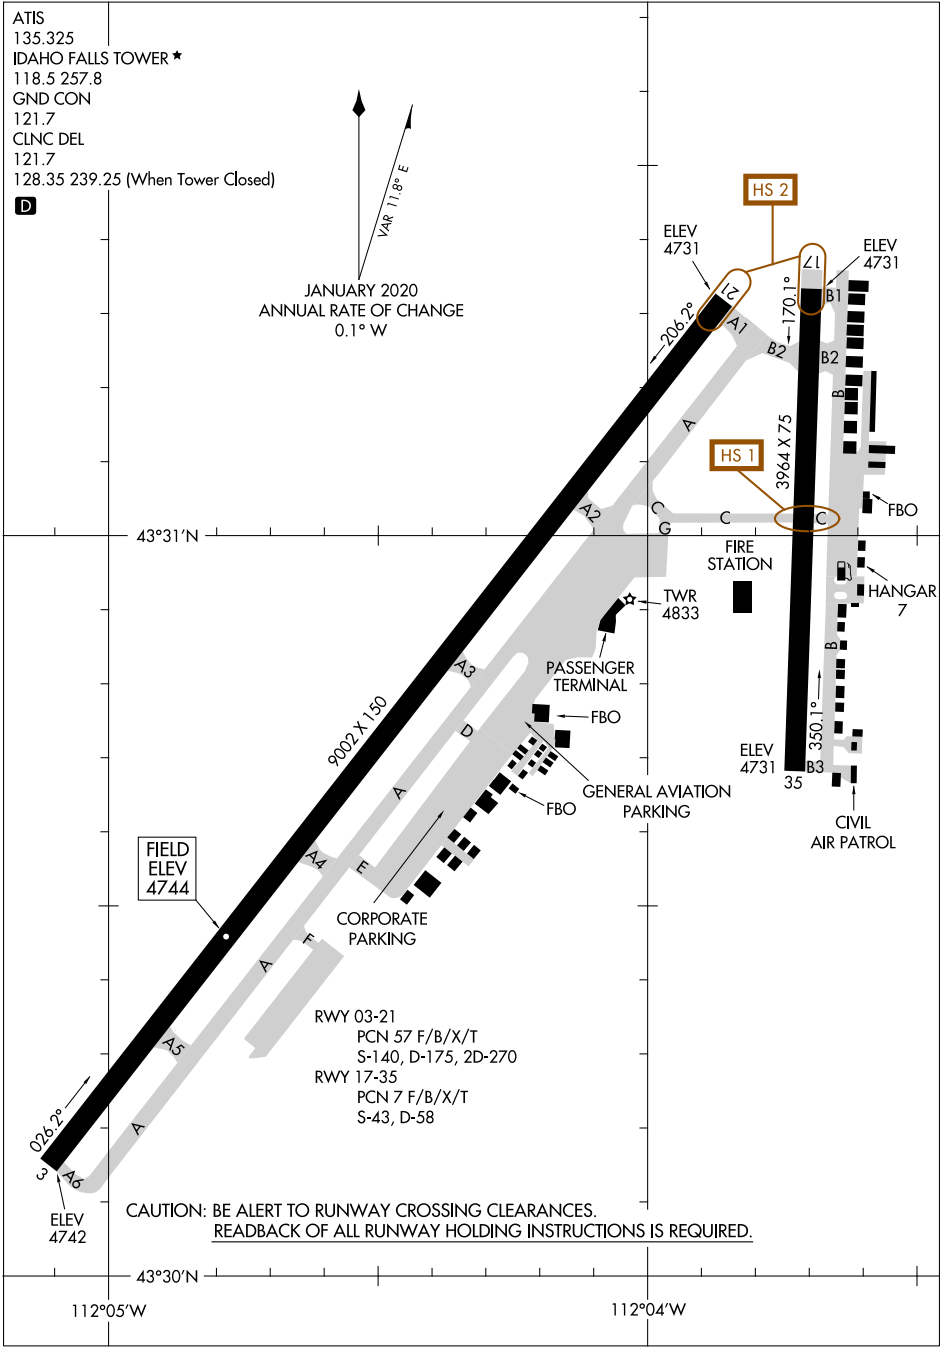 ATIS
135.325
IDAHO FALLS TOWER ★
118.5 257.8
GND CON
121.7
CLNC DEL
121.7
128.35 239.25 (When Tower Closed)
D
VAR 11.8° E
JANUARY 2020
ANNUAL RATE OF CHANGE
0.1° W
HS 2
ELEV
4731
ELEV
4731
21
17
A1
B1
206.2°
170.1°
B2
B2
B
A
3964 X 75
HS 1
A2
C
C
C
G
FBO
43°31'N
FIRE
STATION
HANGAR
7
TWR
4833
PASSENGER
TERMINAL
B
A3
9002 X 150
D
FBO
350.1°
ELEV
4731
35
B3
A
GENERAL AVIATION
PARKING
FBO
CIVIL
AIR PATROL
FIELD
ELEV
4744
A4
E
CORPORATE
PARKING
F
A
RWY 03-21
PCN 57 F/B/X/T
S-140, D-175, 2D-270
RWY 17-35
PCN 7 F/B/X/T
S-43, D-58
A5
026.2°
A
3
A6
ELEV
4742
CAUTION: BE ALERT TO RUNWAY CROSSING CLEARANCES.
READBACK OF ALL RUNWAY HOLDING INSTRUCTIONS IS REQUIRED.
43°30'N
112°05'W
112°04'W